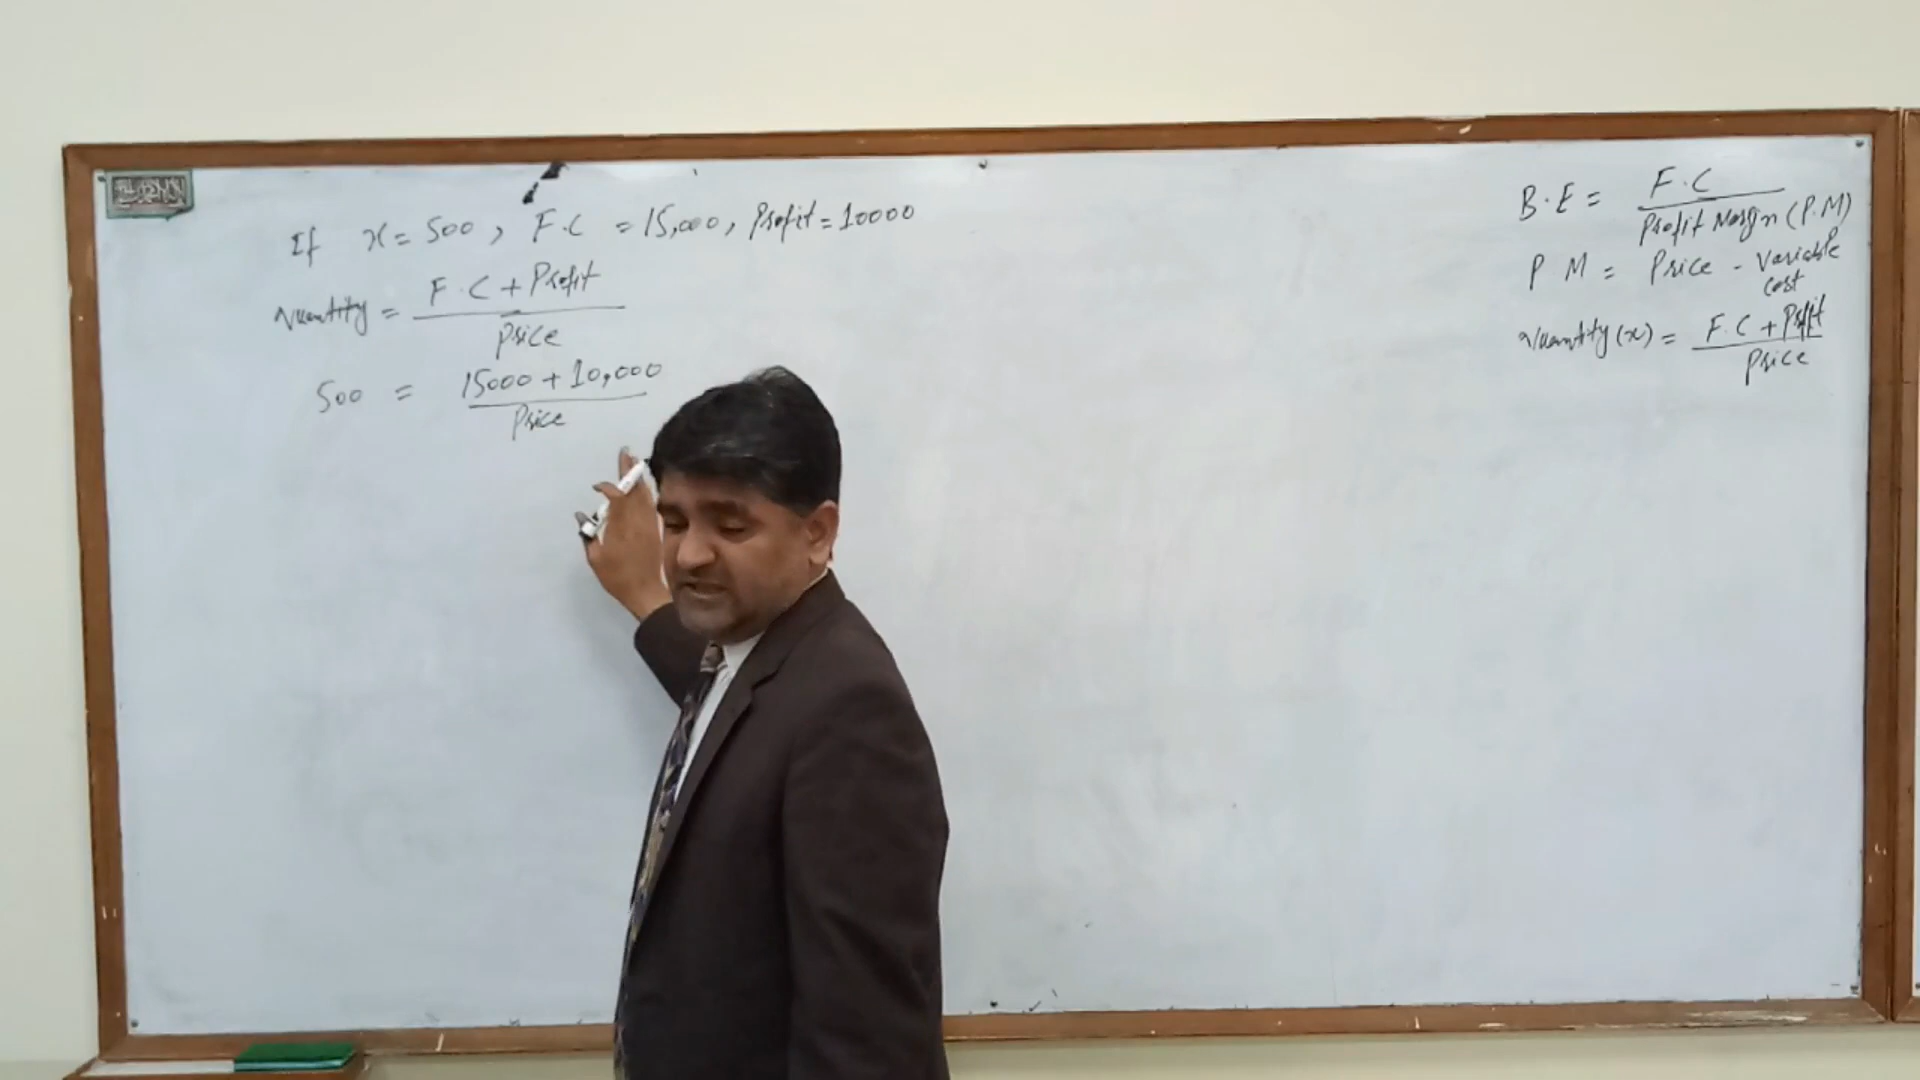 If x = 500, F.C = 15,000, Profit = 10000
Quantity = F.C + Profit / Price
500 = 15000 + 10,000 / Price
B.E = F.C / Profit Margin (P.M)
P M = Price - Variable cost
Quantity (x) = F.C + Profit / Price